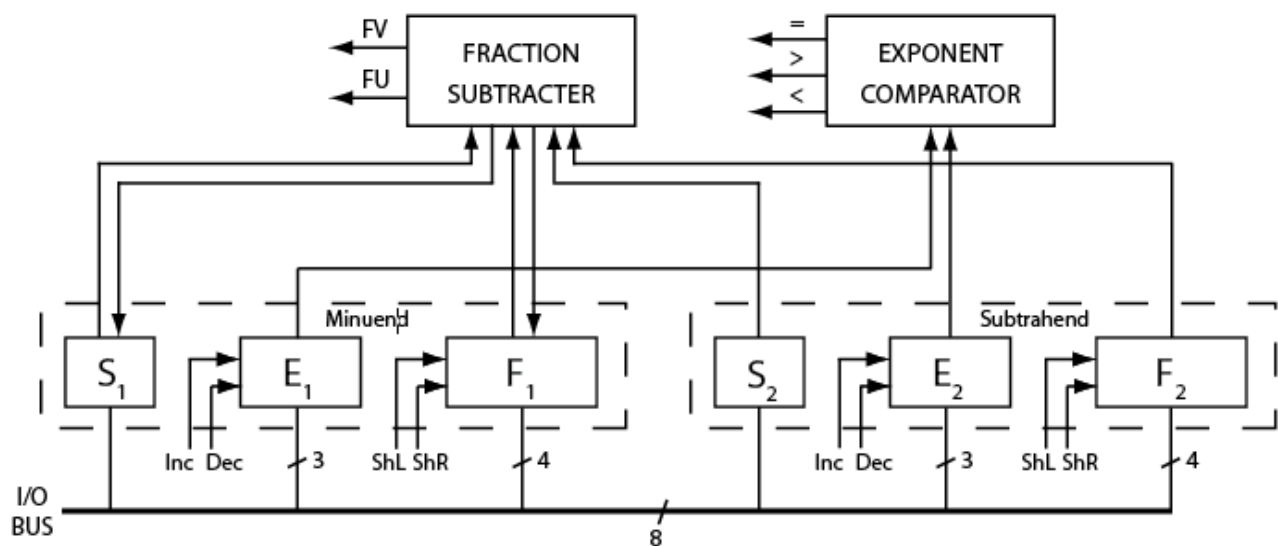 FV
FU
FRACTION
SUBTRACTER
=
>
<
EXPONENT
COMPARATOR
Minuend
S1
E1
F1
Inc Dec
3
ShL ShR
4
Subtrahend
S2
E2
F2
Inc Dec
3
ShL ShR
4
I/O
BUS
8